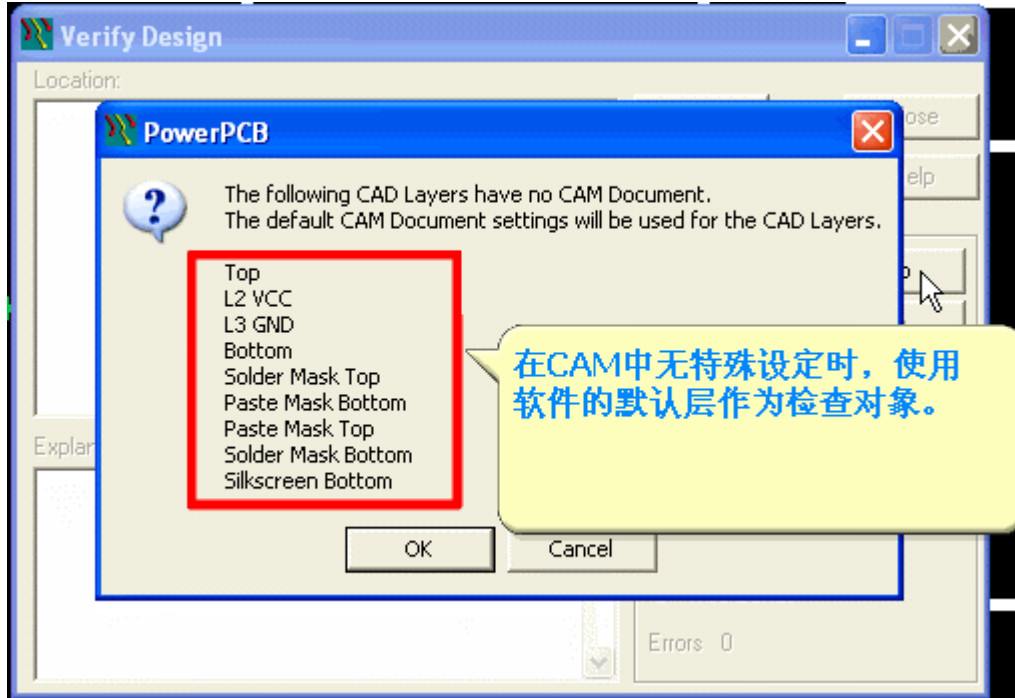 Verify Design
Location:
PowerPCB
The following CAD Layers have no CAM Document.
The default CAM Document settings will be used for the CAD Layers.
Top
L2 VCC
L3 GND
Bottom
Solder Mask Top
Paste Mask Bottom
Paste Mask Top
Solder Mask Bottom
Silkscreen Bottom
在CAM中无特殊设定时，使用
软件的默认层作为检查对象。
OK
Cancel
Errors 0